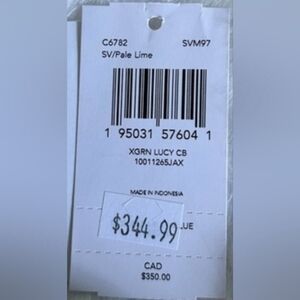 C6782 SVM97
SV/Pale Lime
1 95031 57604 1
XGRN LUCY CB
10011265JAX
MADE IN INDONESIA
$344.99
CAD
$350.00